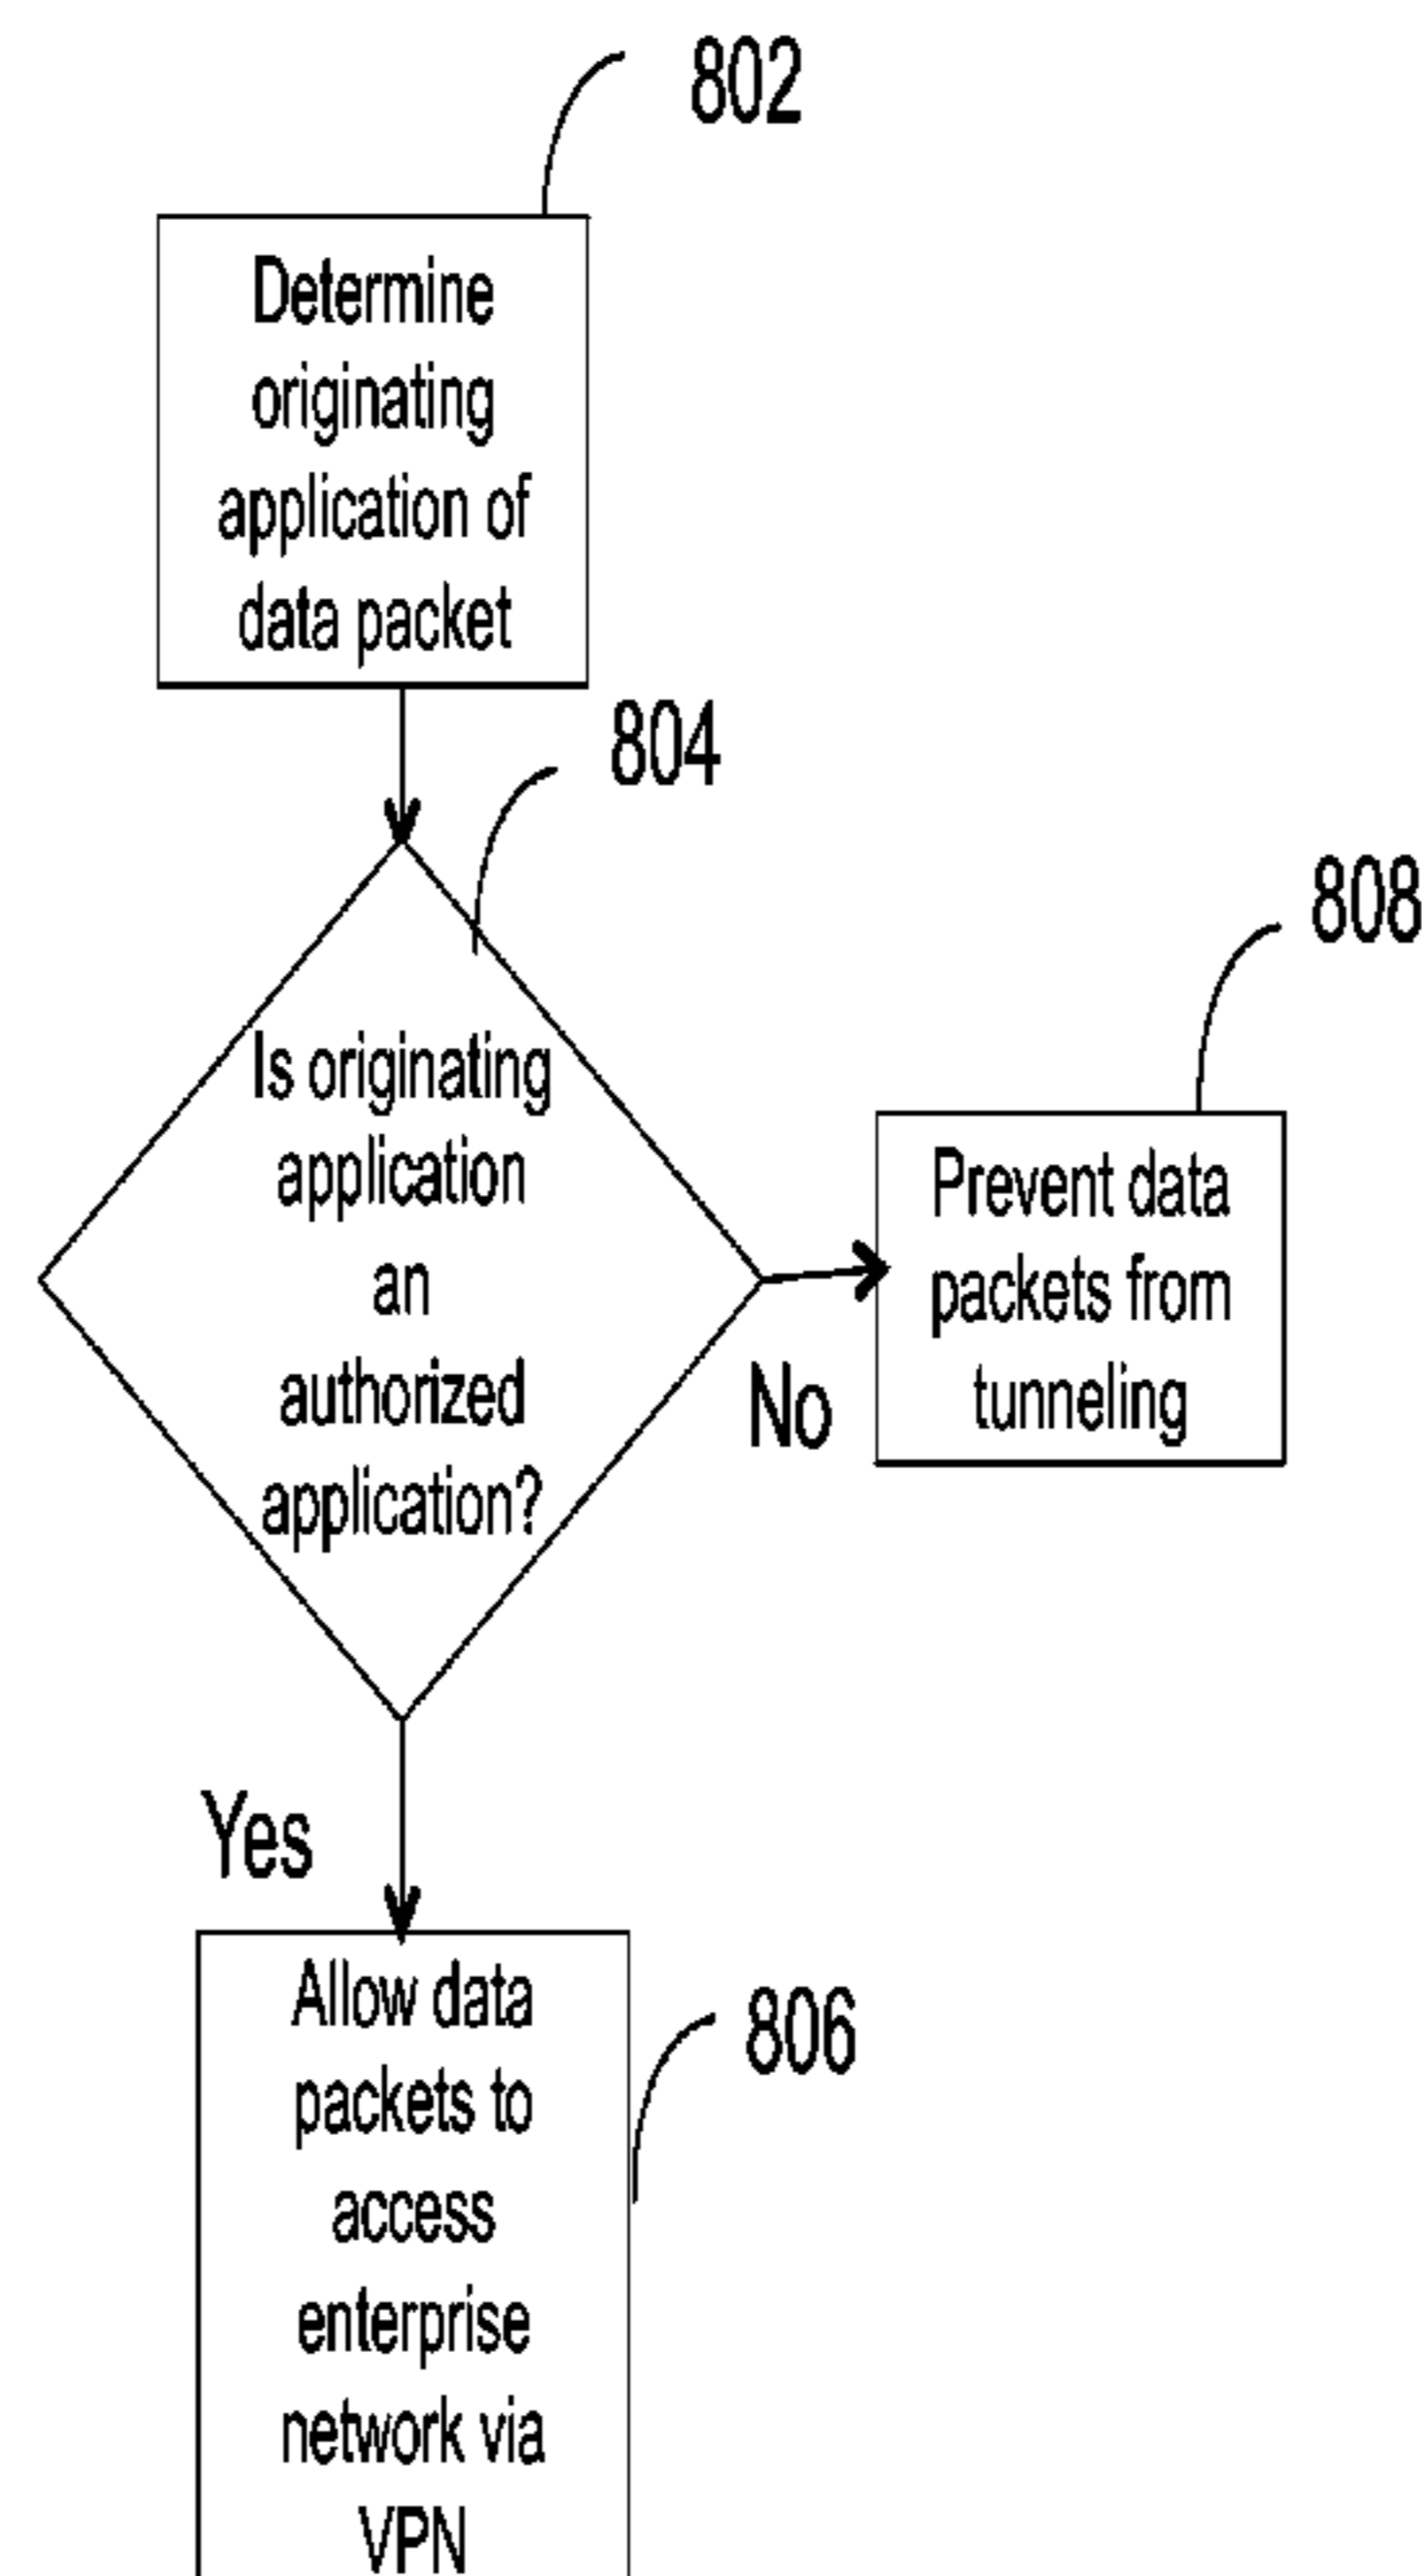 802
Determine
originating
application of
data packet
804
Is originating
application
an
authorized
application?
808
Prevent data
packets from
tunneling
No
Yes
Allow data
packets to
access
enterprise
network via
VPN
806